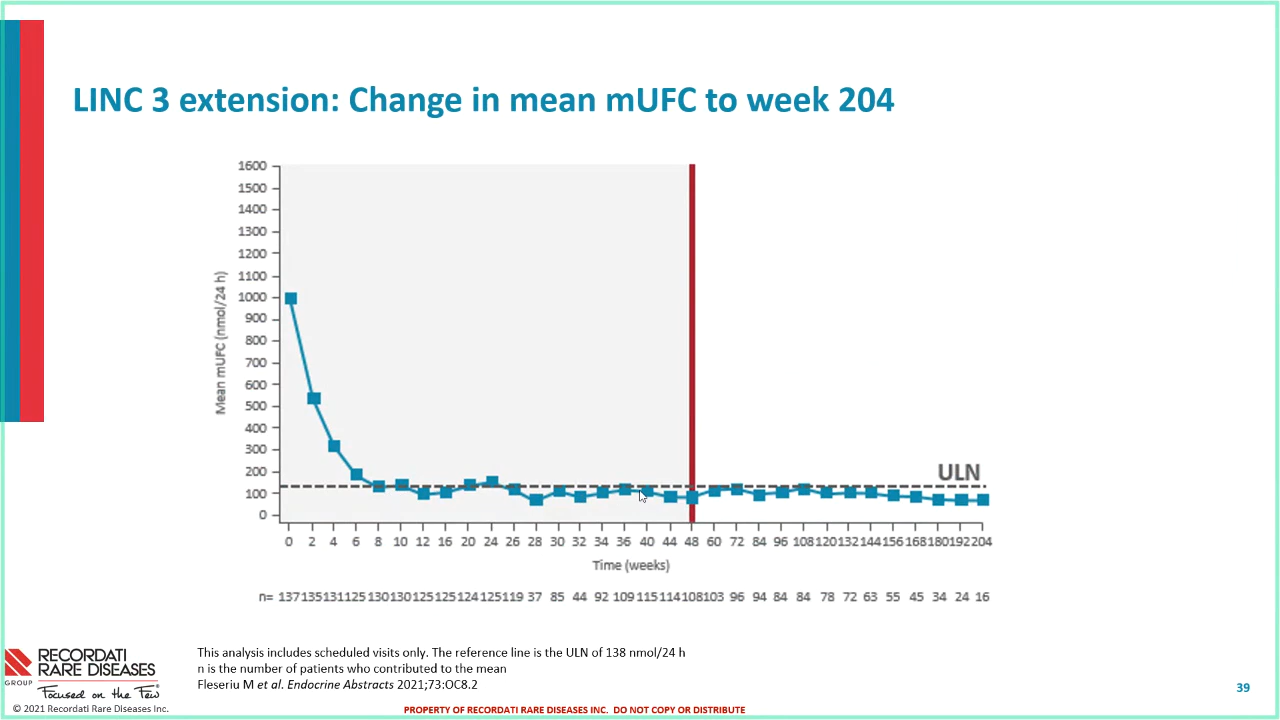 LINC 3 extension: Change in mean mUFC to week 204
1600
1500
1400
1300
1200
1100
1000
900
800
700
600
500
400
300
200
100
0
Mean mUFC (nmol/24 h)
ULN
0 2 4 6 8 10 12 16 20 24 26 28 30 32 34 36 40 44 48 60 72 84 96 108 120 132 144 156 168 180 192 204
Time (weeks)
n= 137 135 131 125 130 130 125 125 124 125 119 37 85 44 92 109 115 114 108 103 96 94 84 84 78 72 63 55 45 34 24 16
This analysis includes scheduled visits only. The reference line is the ULN of 138 nmol/24 h
n is the number of patients who contributed to the mean
Fleseriu M et al. Endocrine Abstracts 2021;73:OC8.2
RECORDATI
RARE DISEASES
GROUP
Focused on the Few®
© 2021 Recordati Rare Diseases Inc.
PROPERTY OF RECORDATI RARE DISEASES INC. DO NOT COPY OR DISTRIBUTE
39